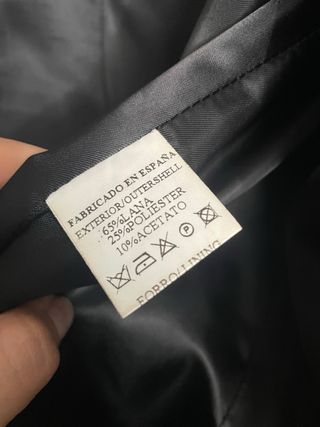 FABRICADO EN ESPAÑA
EXTERIOR/OUTERSHELL
65%LANA
25%POLIESTER
10%ACETATO
P
FORRO/LINING